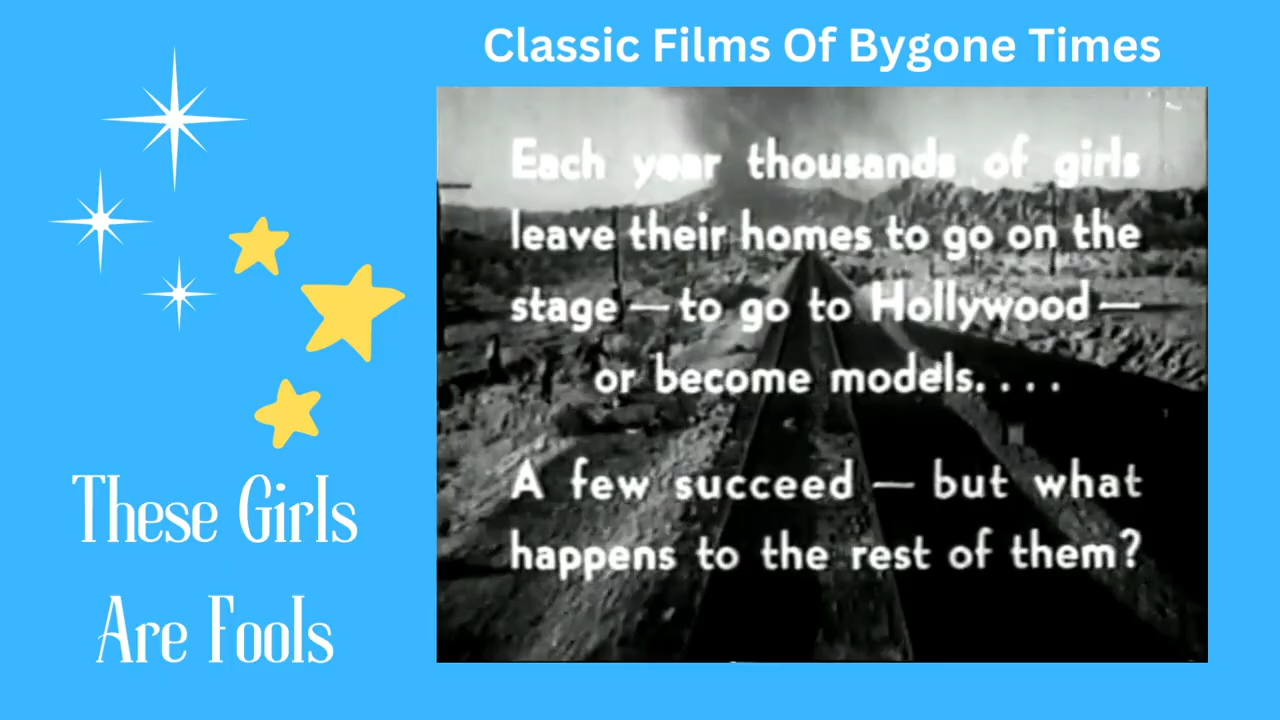 Classic Films Of Bygone Times
Each year thousands of girls
leave their homes to go on the
stage — to go to Hollywood —
or become models. . . .
A few succeed — but what
happens to the rest of them?
These Girls
Are Fools